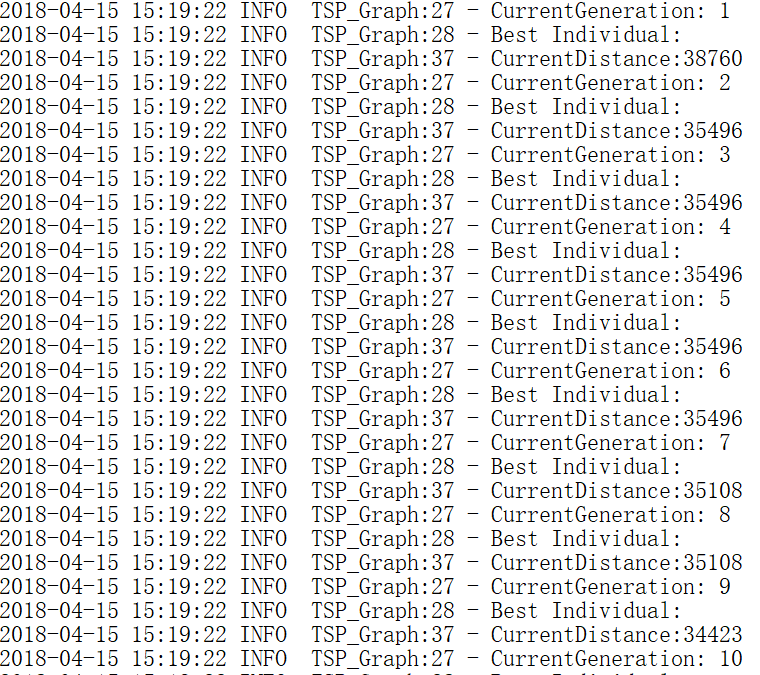 2018-04-15 15:19:22 INFO  TSP_Graph:27 - CurrentGeneration: 1
2018-04-15 15:19:22 INFO  TSP_Graph:28 - Best Individual:
2018-04-15 15:19:22 INFO  TSP_Graph:37 - CurrentDistance:38760
2018-04-15 15:19:22 INFO  TSP_Graph:27 - CurrentGeneration: 2
2018-04-15 15:19:22 INFO  TSP_Graph:28 - Best Individual:
2018-04-15 15:19:22 INFO  TSP_Graph:37 - CurrentDistance:35496
2018-04-15 15:19:22 INFO  TSP_Graph:27 - CurrentGeneration: 3
2018-04-15 15:19:22 INFO  TSP_Graph:28 - Best Individual:
2018-04-15 15:19:22 INFO  TSP_Graph:37 - CurrentDistance:35496
2018-04-15 15:19:22 INFO  TSP_Graph:27 - CurrentGeneration: 4
2018-04-15 15:19:22 INFO  TSP_Graph:28 - Best Individual:
2018-04-15 15:19:22 INFO  TSP_Graph:37 - CurrentDistance:35496
2018-04-15 15:19:22 INFO  TSP_Graph:27 - CurrentGeneration: 5
2018-04-15 15:19:22 INFO  TSP_Graph:28 - Best Individual:
2018-04-15 15:19:22 INFO  TSP_Graph:37 - CurrentDistance:35496
2018-04-15 15:19:22 INFO  TSP_Graph:27 - CurrentGeneration: 6
2018-04-15 15:19:22 INFO  TSP_Graph:28 - Best Individual:
2018-04-15 15:19:22 INFO  TSP_Graph:37 - CurrentDistance:35496
2018-04-15 15:19:22 INFO  TSP_Graph:27 - CurrentGeneration: 7
2018-04-15 15:19:22 INFO  TSP_Graph:28 - Best Individual:
2018-04-15 15:19:22 INFO  TSP_Graph:37 - CurrentDistance:35108
2018-04-15 15:19:22 INFO  TSP_Graph:27 - CurrentGeneration: 8
2018-04-15 15:19:22 INFO  TSP_Graph:28 - Best Individual:
2018-04-15 15:19:22 INFO  TSP_Graph:37 - CurrentDistance:35108
2018-04-15 15:19:22 INFO  TSP_Graph:27 - CurrentGeneration: 9
2018-04-15 15:19:22 INFO  TSP_Graph:28 - Best Individual:
2018-04-15 15:19:22 INFO  TSP_Graph:37 - CurrentDistance:34423
2018-04-15 15:19:22 INFO  TSP_Graph:27 - CurrentGeneration: 10